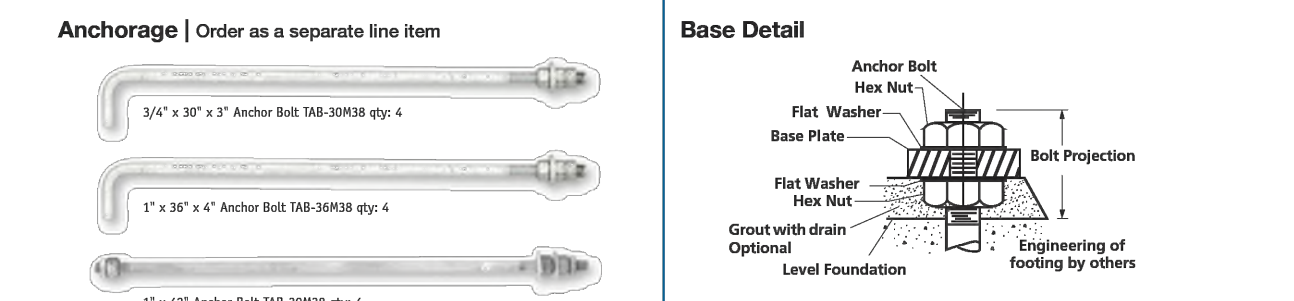 Anchorage | Order as a separate line item
3/4" x 30" x 3" Anchor Bolt TAB-30M38 qty: 4
1" x 36" x 4" Anchor Bolt TAB-36M38 qty: 4
Base Detail
Anchor Bolt
Hex Nut
Flat Washer
Base Plate
Bolt Projection
Flat Washer
Hex Nut
Grout with drain
Optional
Level Foundation
Engineering of
footing by others